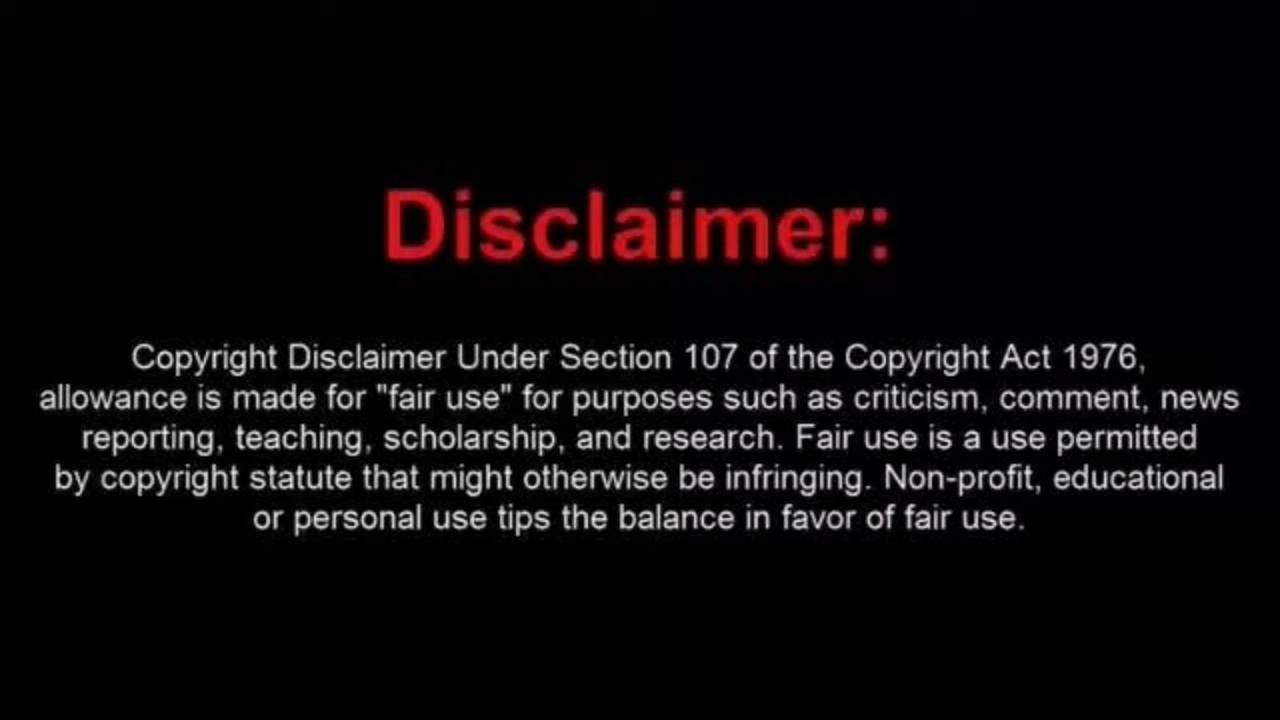 Disclaimer:
Copyright Disclaimer Under Section 107 of the Copyright Act 1976,
allowance is made for "fair use" for purposes such as criticism, comment, news
reporting, teaching, scholarship, and research. Fair use is a use permitted
by copyright statute that might otherwise be infringing. Non-profit, educational
or personal use tips the balance in favor of fair use.